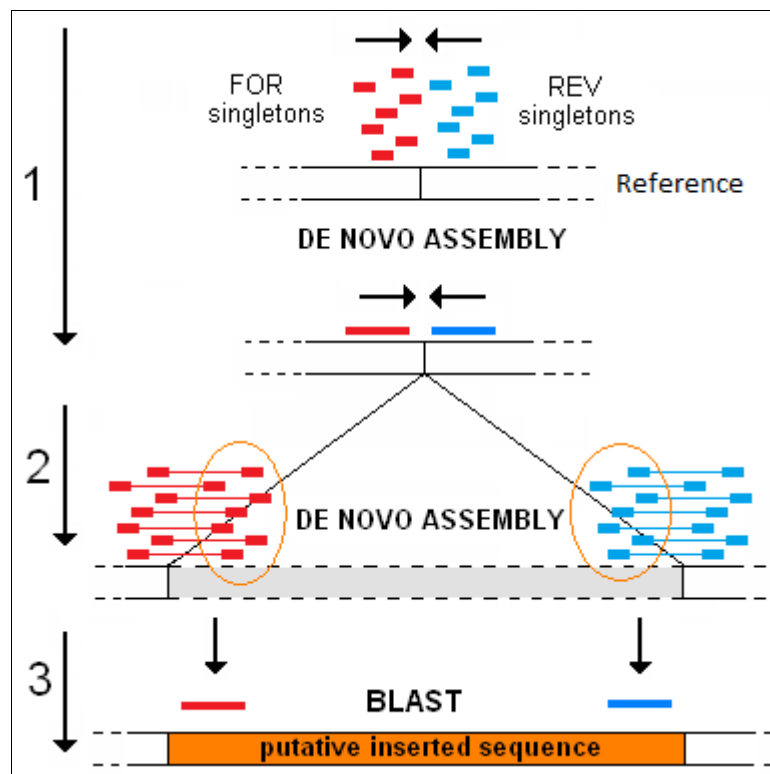 FOR
singletons
REV
singletons
1
Reference
DE NOVO ASSEMBLY
2
DE NOVO ASSEMBLY
3
BLAST
putative inserted sequence